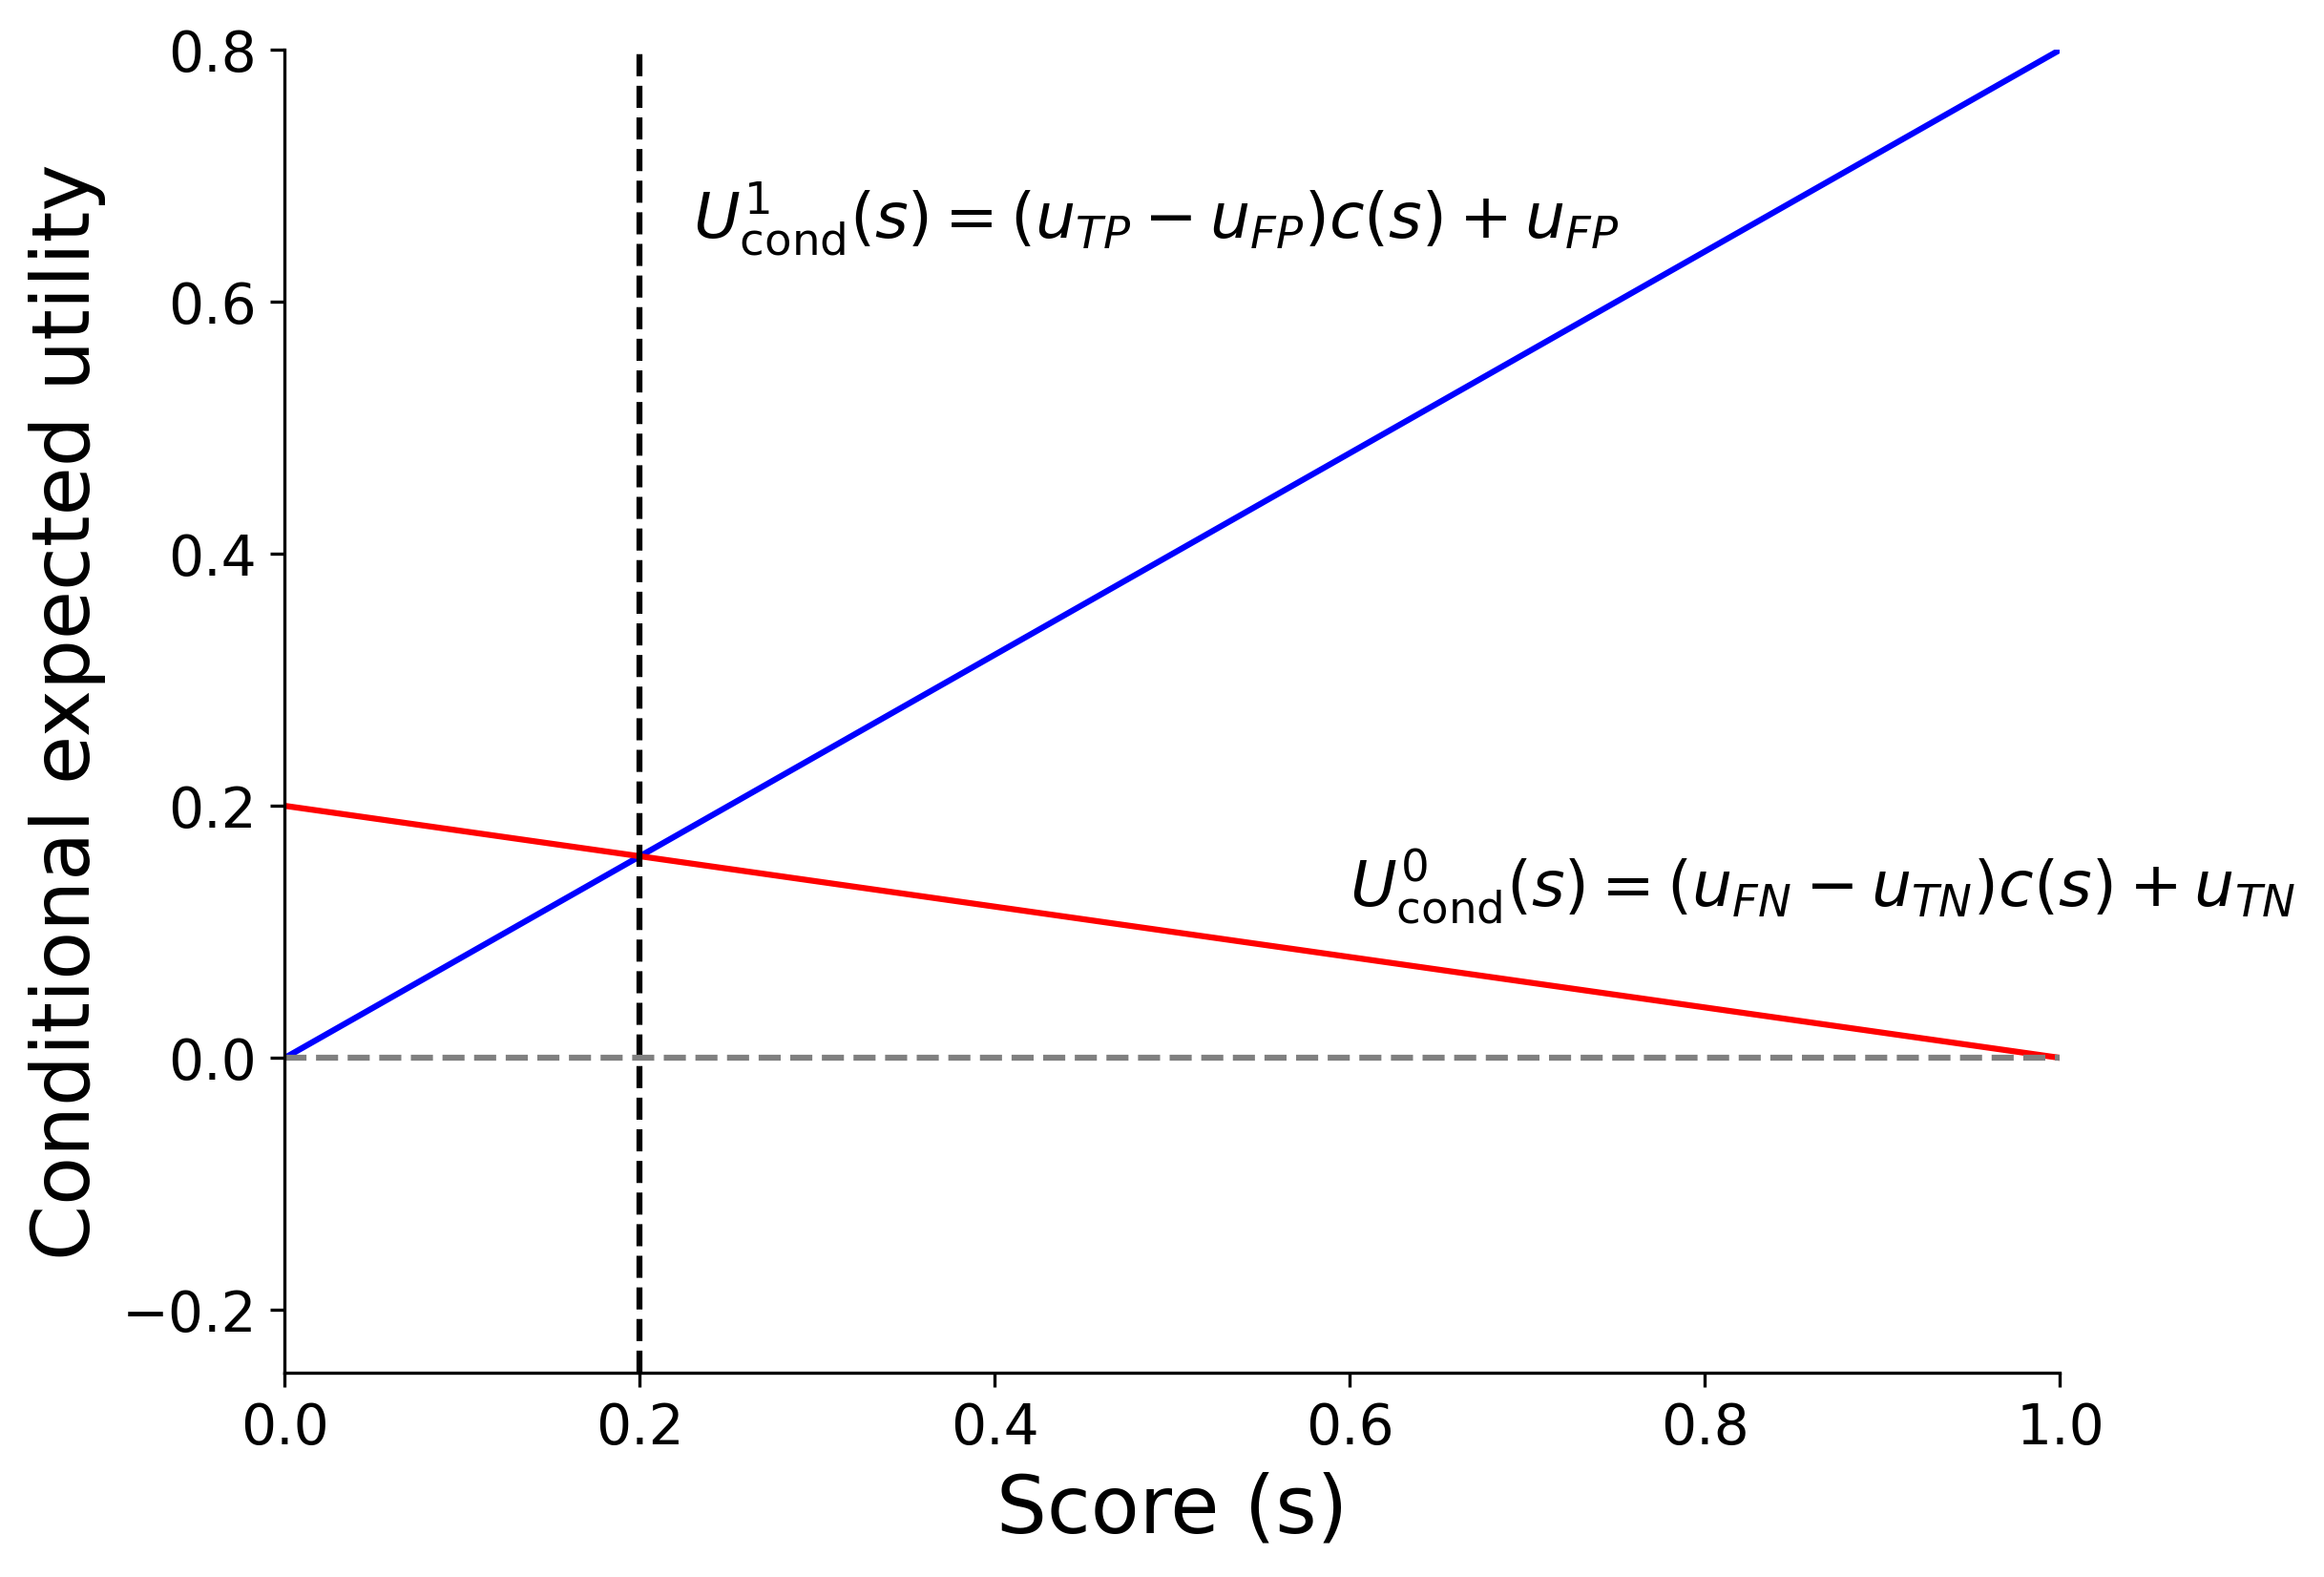 0.8
0.6
0.4
0.2
0.0
−0.2
Conditional expected utility
U¹cond(s) = (uTP − uFP)c(s) + uFP
U⁰cond(s) = (uFN − uTN)c(s) + uTN
0.0 0.2 0.4 0.6 0.8 1.0
Score (s)